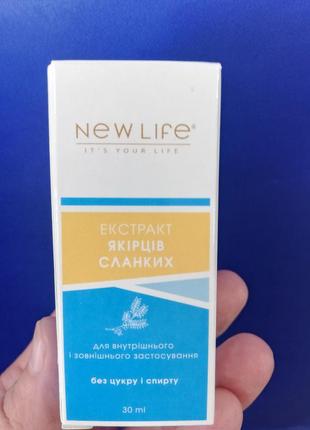 NEW LIFE®
IT'S YOUR LIFE
ЕКСТРАКТ
ЯКІРЦІВ
СЛАНКИХ
для внутрішнього
і зовнішнього застосування
без цукру і спирту
30 ml